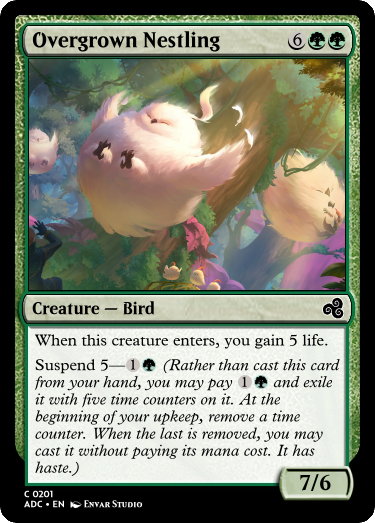 Overgrown Nestling 6
Creature — Bird
When this creature enters, you gain 5 life.
Suspend 5—1 (Rather than cast this card
from your hand, you may pay 1 and exile
it with five time counters on it. At the
beginning of your upkeep, remove a time
counter. When the last is removed, you may
cast it without paying its mana cost. It has
haste.)
7/6
C 0201
ADC • EN Envar Studio